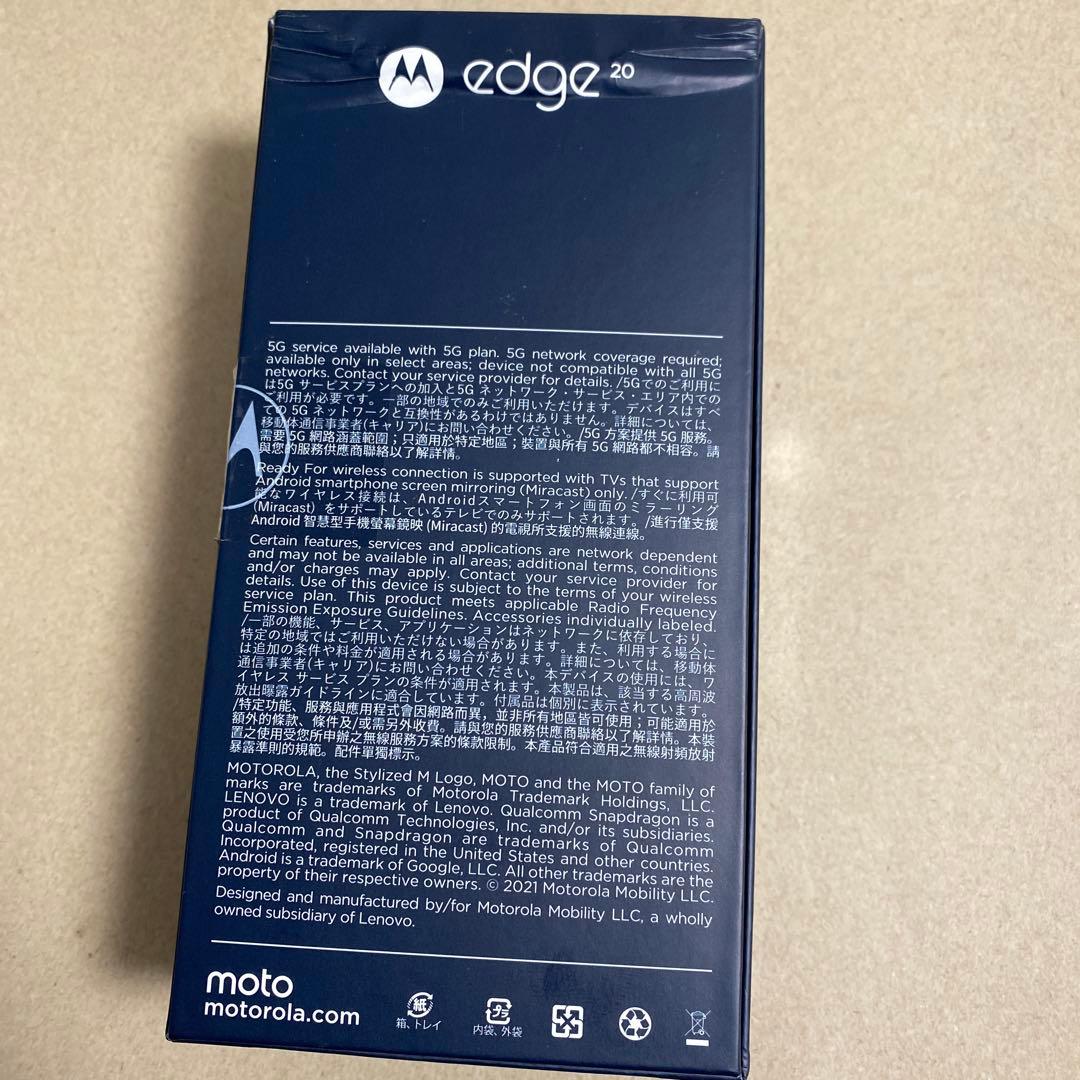 edge 20
5G service available with 5G plan. 5G network coverage required;
available only in select areas; device not compatible with all 5G
networks. Contact your service provider for details. /5Gでのご利用に
は5G サービスプランへの加入と5G ネットワーク・サービス・エリア内での
ご利用が必要です。一部の地域でのみご利用いただけます。デバイスはすべ
ての 5G ネットワークと互換性があるわけではありません。詳細については、
移動体通信事業者(キャリア)にお問い合わせください。/5G 方案提供 5G 服務。
需要 5G 網路涵蓋範圍；只適用於特定地區；裝置與所有 5G 網路都不相容。請
與您的服務供應商聯絡以了解詳情。
Ready For wireless connection is supported with TVs that support
Android smartphone screen mirroring (Miracast) only. /すぐに利用可
能なワイヤレス接続は、Androidスマートフォン画面のミラーリング
(Miracast) をサポートしているテレビでのみサポートされます。/進行僅支援
Android 智慧型手機螢幕鏡映 (Miracast) 的電視所支援的無線連線。
Certain features, services and applications are network dependent
and may not be available in all areas; additional terms, conditions
and/or charges may apply. Contact your service provider for
details. Use of this device is subject to the terms of your wireless
service plan. This product meets applicable Radio Frequency
Emission Exposure Guidelines. Accessories individually labeled.
/一部の機能、サービス、アプリケーションはネットワークに依存しており、
特定の地域ではご利用いただけない場合があります。また、利用する場合に
は追加の条件や料金が適用される場合があります。詳細については、移動体
通信事業者(キャリア)にお問い合わせください。本デバイスの使用には、ワ
イヤレス サービス プランの条件が適用されます。本製品は、該当する高周波
放出曝露ガイドラインに適合しています。付属品は個別に表示されています。
/特定功能、服務與應用程式會因網路而異，並非所有地區皆可使用；可能適用於
額外的條款、條件及/或需另外收費。請與您的服務供應商聯絡以了解詳情。本裝
置之使用受您所申辦之無線服務方案的條款限制。本產品符合適用之無線射頻放射
暴露準則的規範。配件單獨標示。
MOTOROLA, the Stylized M Logo, MOTO and the MOTO family of
marks are trademarks of Motorola Trademark Holdings, LLC.
LENOVO is a trademark of Lenovo. Qualcomm Snapdragon is a
product of Qualcomm Technologies, Inc. and/or its subsidiaries.
Qualcomm and Snapdragon are trademarks of Qualcomm
Incorporated, registered in the United States and other countries.
Android is a trademark of Google, LLC. All other trademarks are the
property of their respective owners. © 2021 Motorola Mobility LLC.
Designed and manufactured by/for Motorola Mobility LLC, a wholly
owned subsidiary of Lenovo.
moto
motorola.com
紙
箱、トレイ
プラ
内袋、外袋